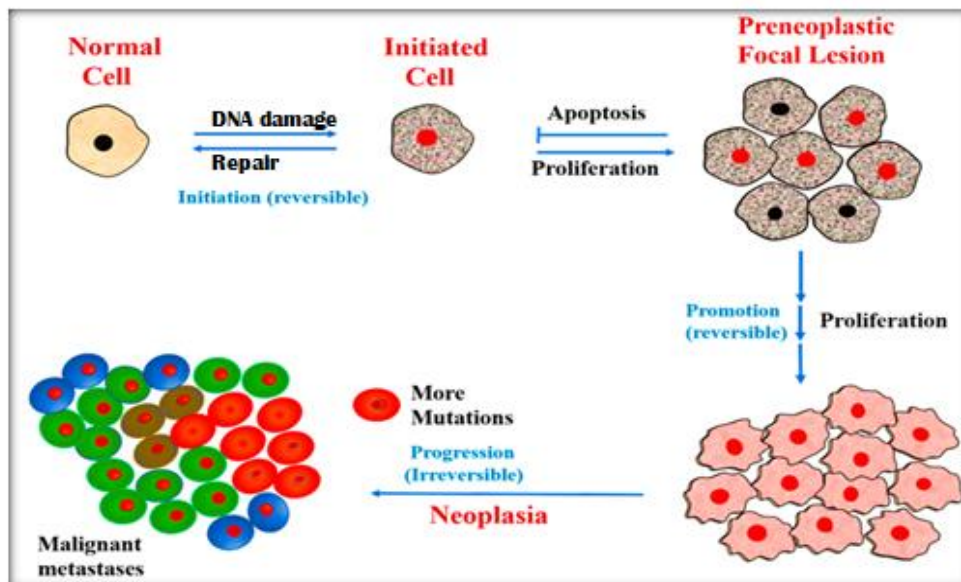 Normal
Cell
Initiated
Cell
Preneoplastic
Focal Lesion
DNA damage
Repair
Initiation (reversible)
Apoptosis
Proliferation
Promotion
(reversible)
Proliferation
More
Mutations
Progression
(Irreversible)
Neoplasia
Malignant
metastases